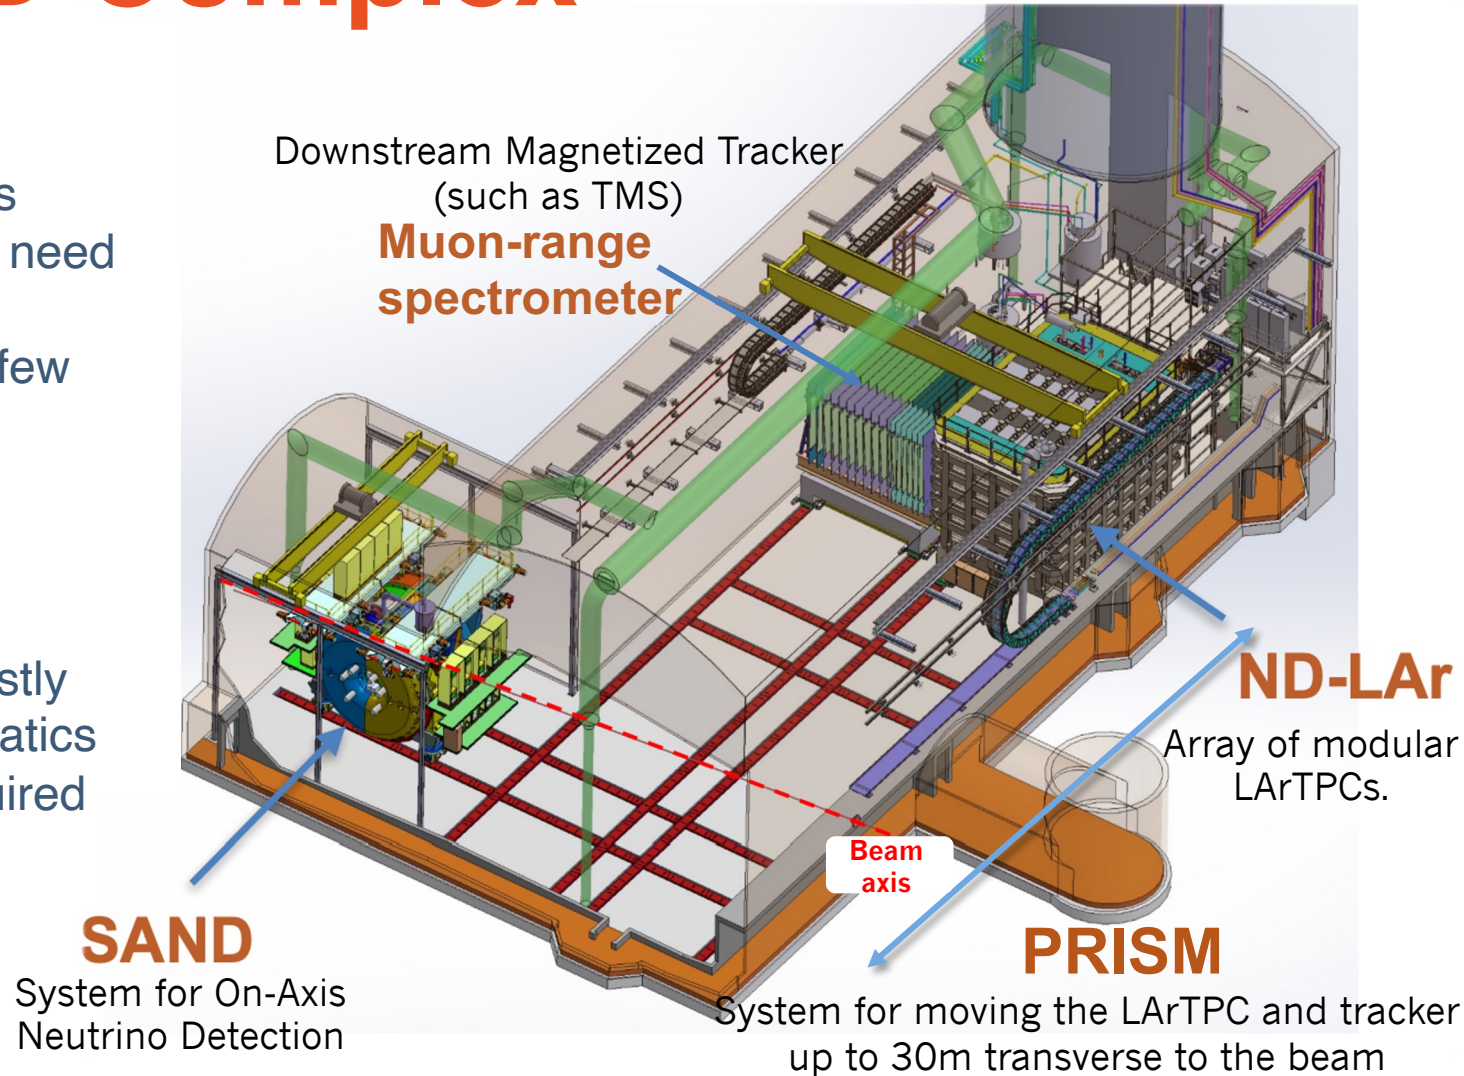 Complex
s
need
few
stly
atics
uired
Downstream Magnetized Tracker
(such as TMS)
Muon-range
spectrometer
ND-LAr
Array of modular
LArTPCs.
Beam
axis
SAND
System for On-Axis
Neutrino Detection
PRISM
System for moving the LArTPC and tracker
up to 30m transverse to the beam